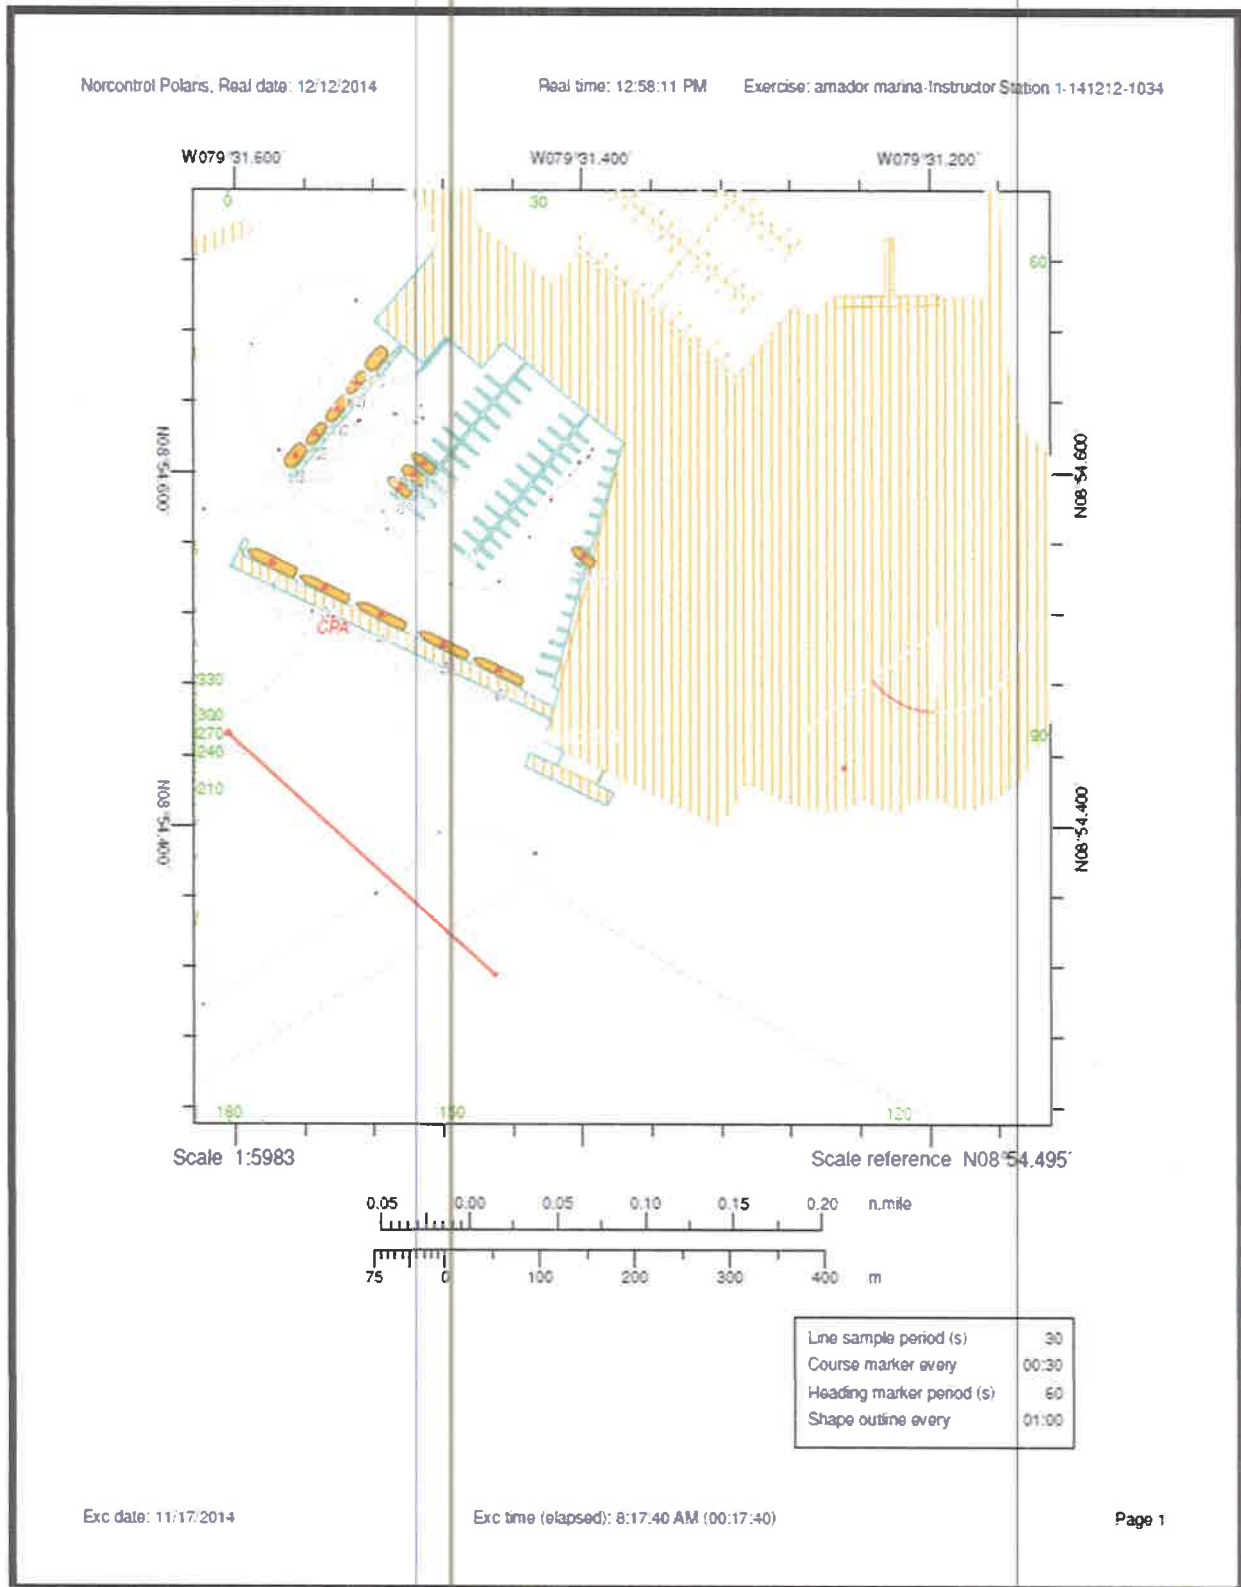 Norcontrol Polaris, Real date: 12/12/2014 Real time: 12:58:11 PM Exercise: amador marina-Instructor Station 1-141212-1034
W079°31.600' W079°31.400' W079°31.200'
0 30
60
N08°54.600' N08°54.600'
CPA
330
300
270
240
210
90
N08°54.400' N08°54.400'
180 150 120
Scale 1:5983 Scale reference N08°54.495'
0.05 0.00 0.05 0.10 0.15 0.20 n.mile
75 0 100 200 300 400 m
Line sample period (s) 30
Course marker every 00:30
Heading marker period (s) 60
Shape outline every 01:00
Exc date: 11/17/2014 Exc time (elapsed): 8:17:40 AM (00:17:40) Page 1